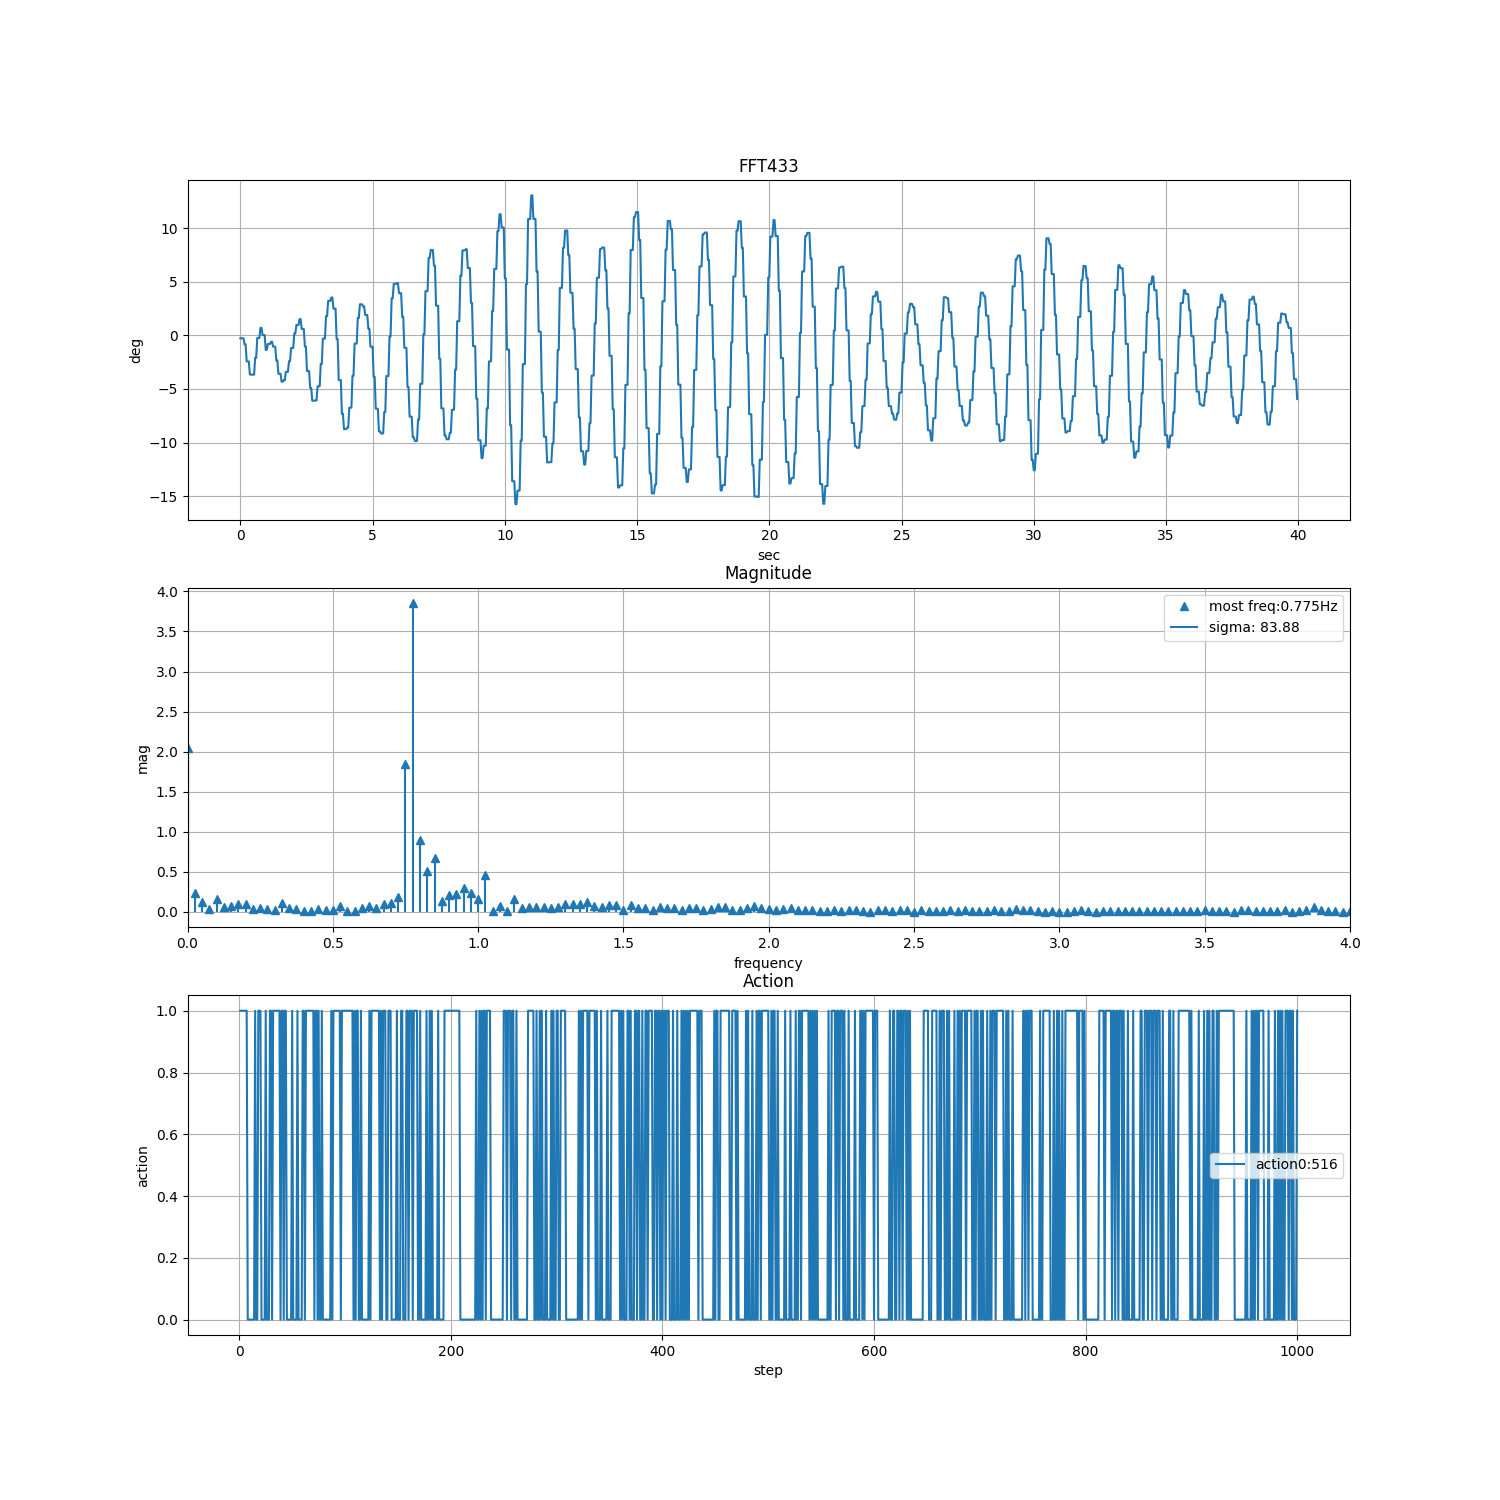 FFT433
10
5
0
−5
−10
−15
deg
0 5 10 15 20 25 30 35 40
sec
Magnitude
4.0
3.5
3.0
2.5
2.0
1.5
1.0
0.5
0.0
mag
most freq:0.775Hz
sigma: 83.88
0.0 0.5 1.0 1.5 2.0 2.5 3.0 3.5 4.0
frequency
Action
1.0
0.8
0.6
0.4
0.2
0.0
action
action0:516
0 200 400 600 800 1000
step